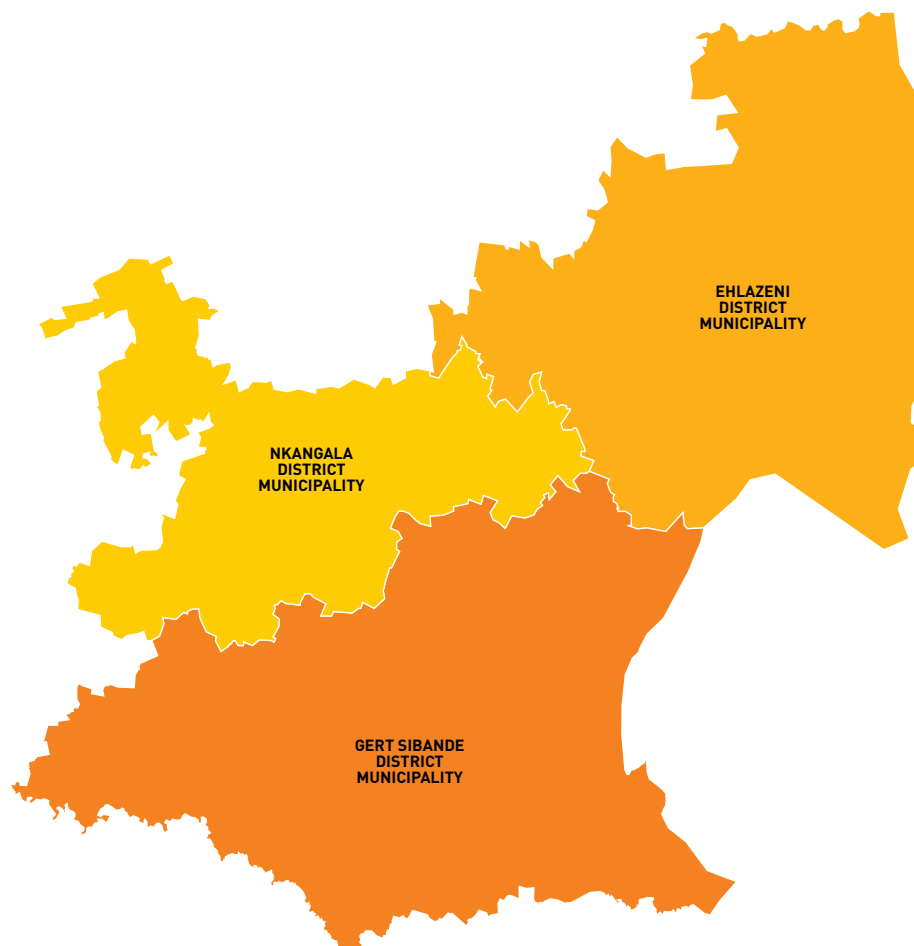 EHLAZENI
DISTRICT
MUNICIPALITY
NKANGALA
DISTRICT
MUNICIPALITY
GERT SIBANDE
DISTRICT
MUNICIPALITY